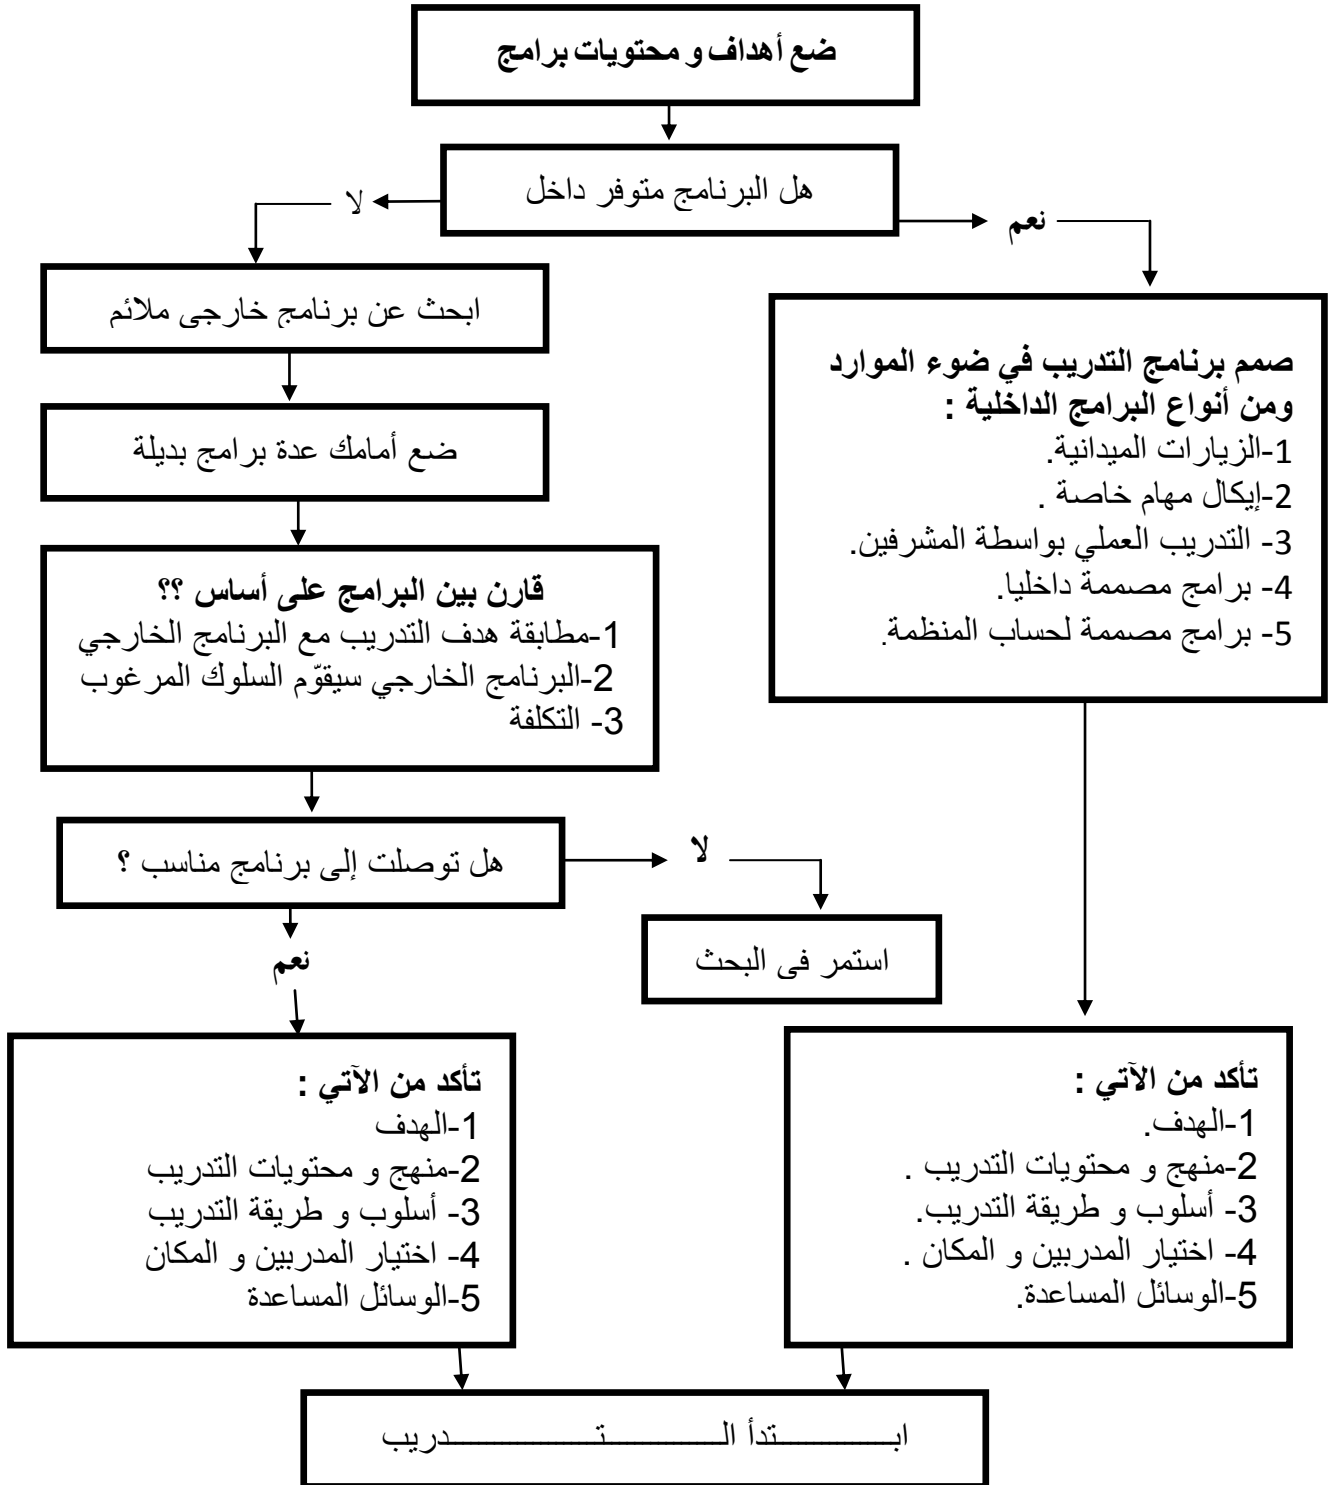 ضع أهداف و محتويات برامج
هل البرنامج متوفر داخل
لا
نعم
ابحث عن برنامج خارجي ملائم
ضع أمامك عدة برامج بديلة
قارن بين البرامج على أساس ؟؟
1-مطابقة هدف التدريب مع البرنامج الخارجي
2-البرنامج الخارجي سيقوّم السلوك المرغوب
3- التكلفة
صمم برنامج التدريب في ضوء الموارد
ومن أنواع البرامج الداخلية :
1-الزيارات الميدانية.
2-إيكال مهام خاصة .
3- التدريب العملي بواسطة المشرفين.
4- برامج مصممة داخليا.
5- برامج مصممة لحساب المنظمة.
هل توصلت إلى برنامج مناسب ؟
لا
استمر في البحث
نعم
تأكد من الآتي :
1-الهدف
2-منهج و محتويات التدريب
3- أسلوب و طريقة التدريب
4- اختيار المدربين و المكان
5-الوسائل المساعدة
تأكد من الآتي :
1-الهدف.
2-منهج و محتويات التدريب .
3- أسلوب و طريقة التدريب.
4- اختيار المدربين و المكان .
5-الوسائل المساعدة.
ابــــــــتدأ الــــــــتــــــــدريب